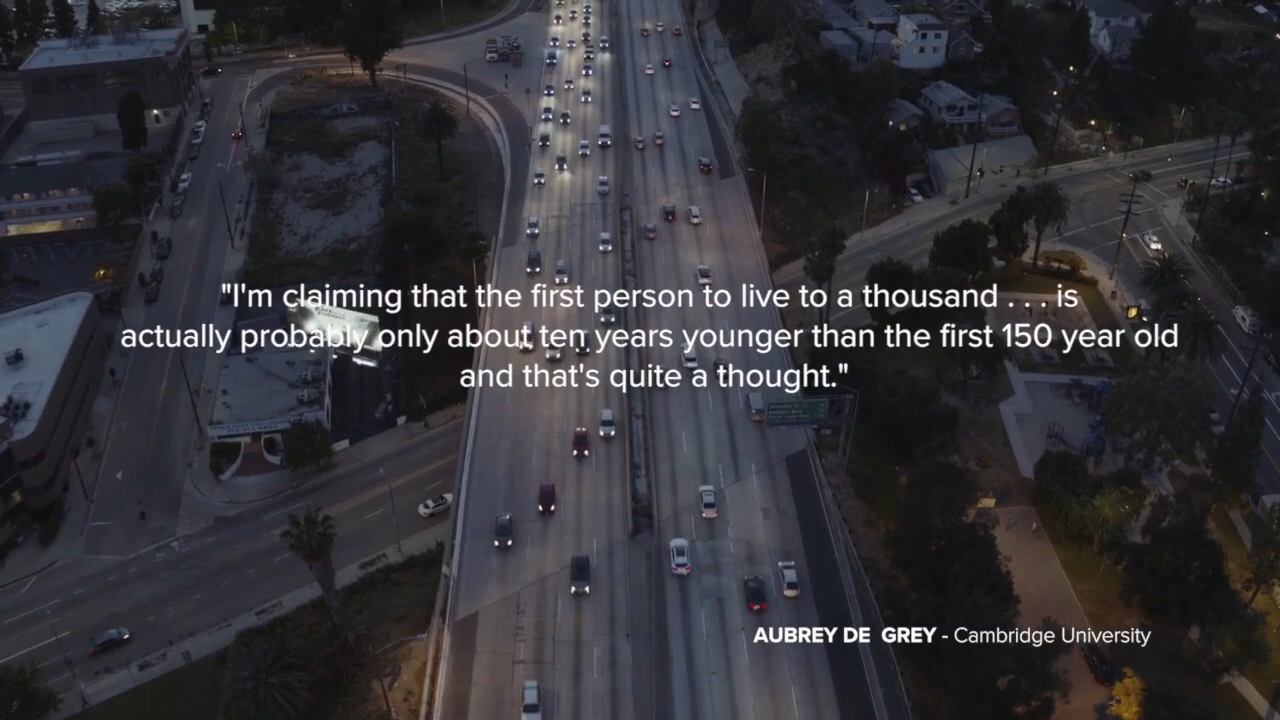 "I'm claiming that the first person to live to a thousand . . . is
actually probably only about ten years younger than the first 150 year old
and that's quite a thought."
AUBREY DE  GREY - Cambridge University